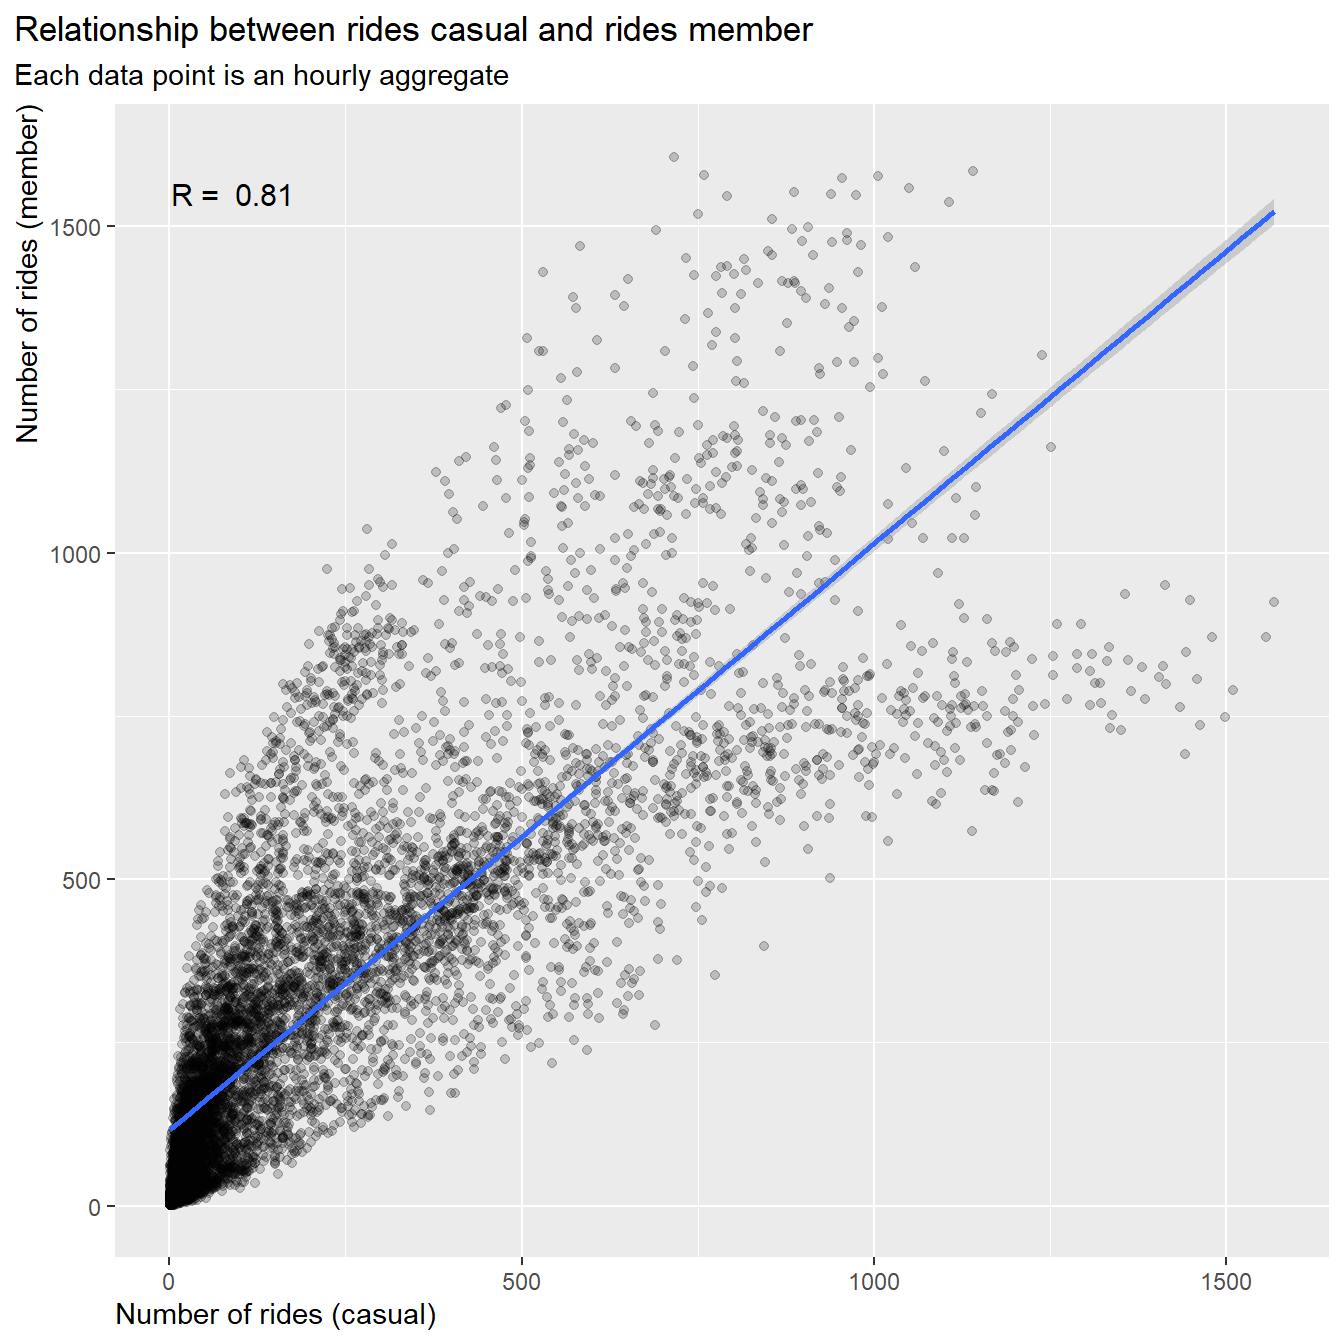 Relationship between rides casual and rides member
Each data point is an hourly aggregate
Number of rides (member)
R =  0.81
1500
1000
500
0
0 500 1000 1500
Number of rides (casual)